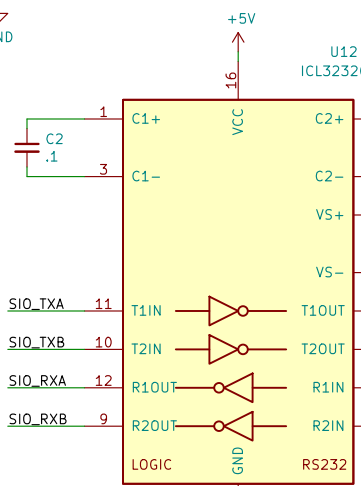 +5V
ND
U12
ICL3232
16
1
C1+
VCC
C2+
C2
.1
3
C1-
C2-
VS+
VS-
SIO_TXA
11
T1IN
T1OUT
SIO_TXB
10
T2IN
T2OUT
SIO_RXA
12
R1OUT
R1IN
SIO_RXB
9
R2OUT
R2IN
GND
LOGIC
RS232